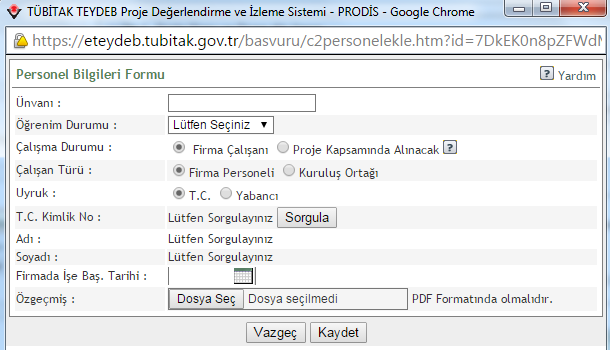 TÜBİTAK TEYDEB Proje Değerlendirme ve İzleme Sistemi - PRODİS - Google Chrome
https://eteydeb.tubitak.gov.tr/basvuru/c2personelekle.htm?id=7DkEK0n8pZFWdM
Personel Bilgileri Formu ? Yardım
Ünvanı :
Öğrenim Durumu : Lütfen Seçiniz
Çalışma Durumu : Firma Çalışanı Proje Kapsamında Alınacak ?
Çalışan Türü : Firma Personeli Kuruluş Ortağı
Uyruk : T.C. Yabancı
T.C. Kimlik No : Lütfen Sorgulayınız Sorgula
Adı : Lütfen Sorgulayınız
Soyadı : Lütfen Sorgulayınız
Firmada İşe Baş. Tarihi :
Özgeçmiş : Dosya Seç Dosya seçilmedi PDF Formatında olmalıdır.
Vazgeç Kaydet